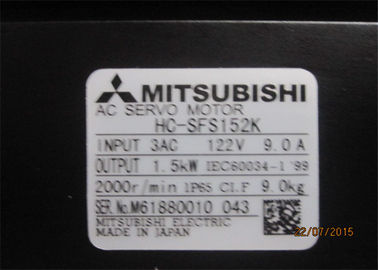 MITSUBISHI
AC SERVO MOTOR
HC-SFS152K
INPUT 3AC 122V 9.0A
OUTPUT 1.5kW IEC60034-1 '99
2000r/min IP65 CI.F 9.0kg
SER.No.M61880010 043
MITSUBISHI ELECTRIC
MADE IN JAPAN
22/07/2015